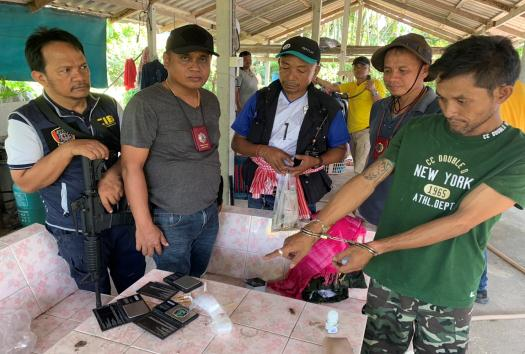 CC DOUBLE O
NEW YORK
1965
ATHL.DEPT.